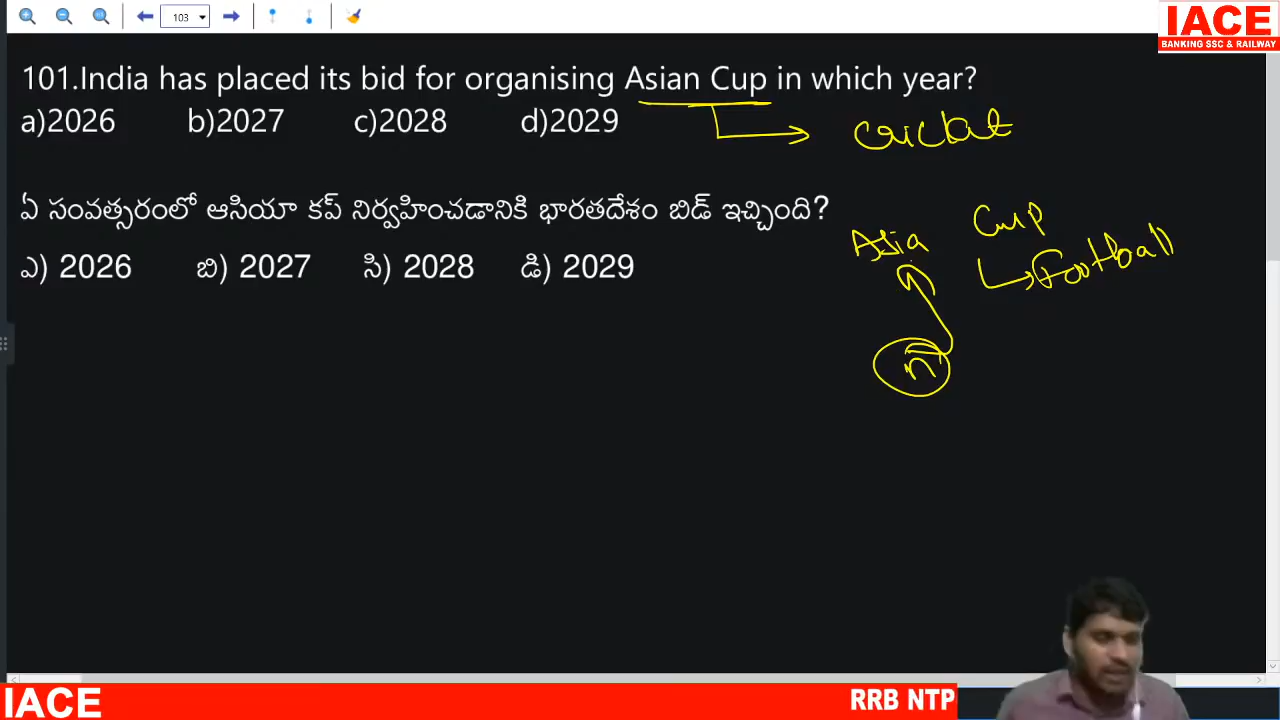 103
IACE
BANKING SSC & RAILWAY
101.India has placed its bid for organising Asian Cup in which year?
a)2026 b)2027 c)2028 d)2029
cricket
ఏ సంవత్సరంలో ఆసియా కప్ నిర్వహించడానికి భారతదేశం బిడ్ ఇచ్చింది?
Asia Cup
Football
ఎ) 2026 బి) 2027 సి) 2028 డి) 2029
n
IACE
RRB NTP